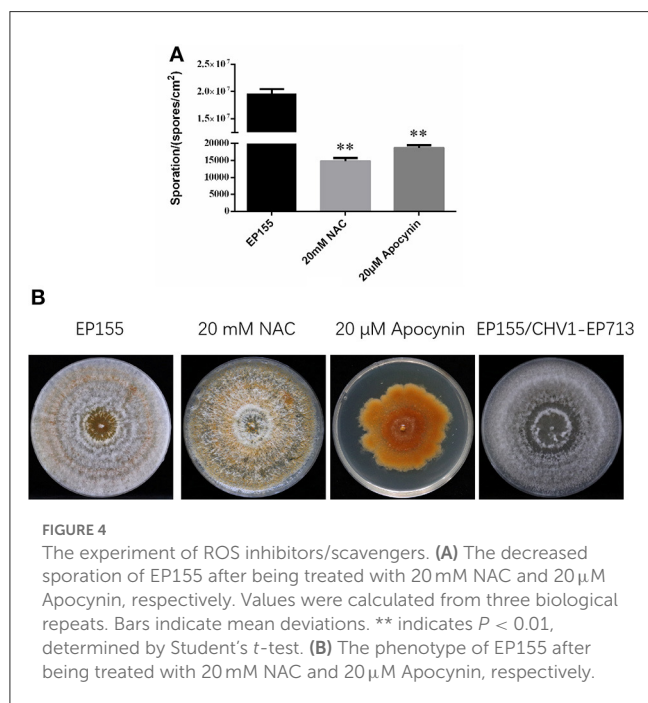 A
Sporation/(spores/cm²)
2.5×10⁷
2.0×10⁷
1.5×10⁷
20000
15000
10000
5000
0
**
**
EP155
20mM NAC
20μM Apocynin
B
EP155
20 mM NAC
20 μM Apocynin
EP155/CHV1-EP713
FIGURE 4
The experiment of ROS inhibitors/scavengers. (A) The decreased
sporation of EP155 after being treated with 20 mM NAC and 20 μM
Apocynin, respectively. Values were calculated from three biological
repeats. Bars indicate mean deviations. ** indicates P < 0.01,
determined by Student's t-test. (B) The phenotype of EP155 after
being treated with 20 mM NAC and 20 μM Apocynin, respectively.